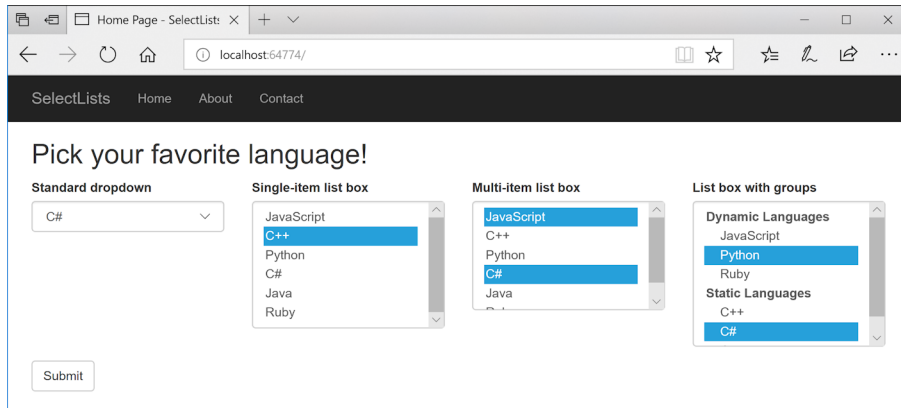 Home Page - SelectLists
localhost:64774/
SelectLists Home About Contact
Pick your favorite language!
Standard dropdown
C#
Single-item list box
JavaScript
C++
Python
C#
Java
Ruby
Multi-item list box
JavaScript
C++
Python
C#
Java
List box with groups
Dynamic Languages
JavaScript
Python
Ruby
Static Languages
C++
C#
Submit